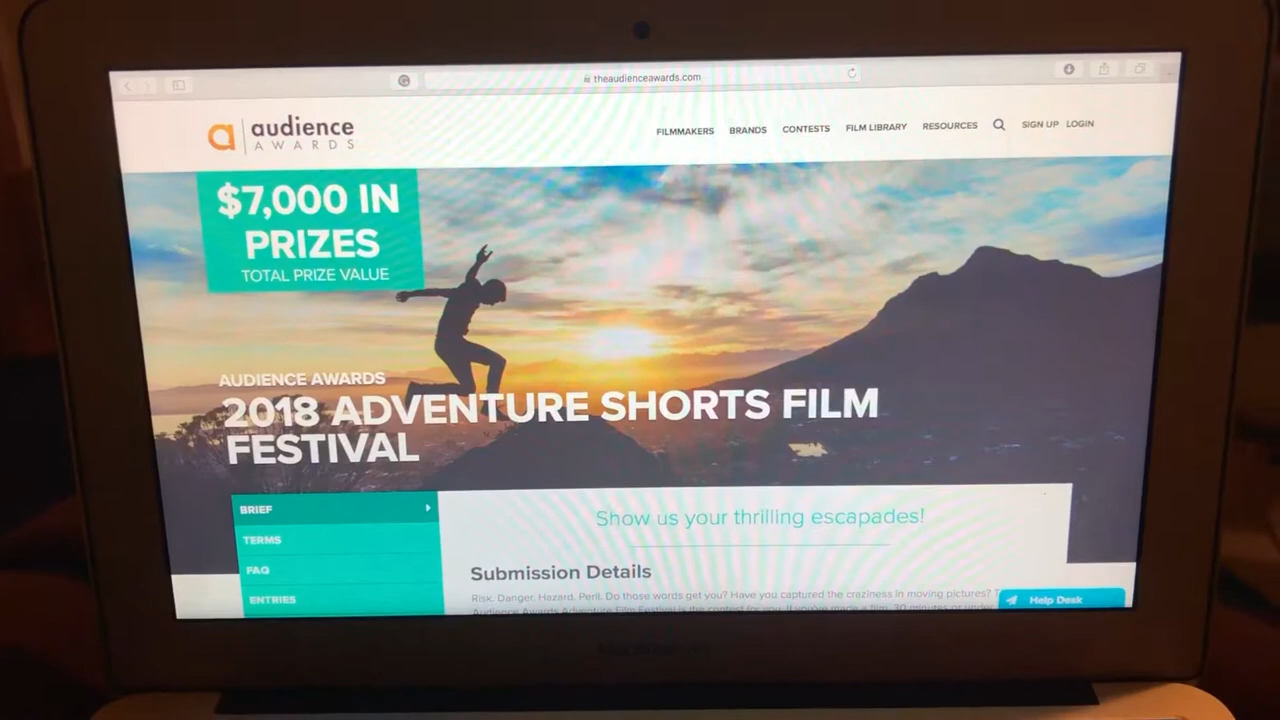 theaudienceawards.com
audience
AWARDS
FILMMAKERS BRANDS CONTESTS FILM LIBRARY RESOURCES SIGN UP LOGIN
$7,000 IN
PRIZES
TOTAL PRIZE VALUE
AUDIENCE AWARDS
2018 ADVENTURE SHORTS FILM
FESTIVAL
BRIEF
TERMS
FAQ
ENTRIES
Show us your thrilling escapades!
Submission Details
Risk. Danger. Hazard. Peril. Do those words get you? Have you captured the craziness in moving pictures?
Audience Awards Adventure Film Festival is the contest for you. If you've made a film, 30 minutes or under
Help Desk